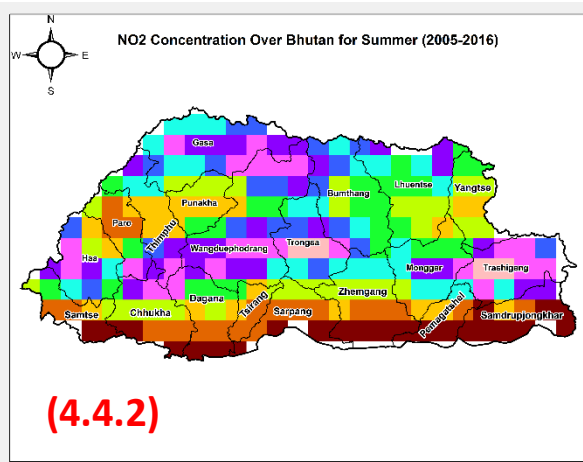 N
W E
S
NO2 Concentration Over Bhutan for Summer (2005-2016)
Gasa
Lhuentse
Bumthang
Yangtse
Punakha
Paro
Thimphu
Trongsa
Wangduephodrang
Haa
Monggar
Trashigang
Dagana
Zhemgang
Tsirang
Samtse
Chhukha
Sarpang
Pemagatshel
Samdrupjongkhar
(4.4.2)